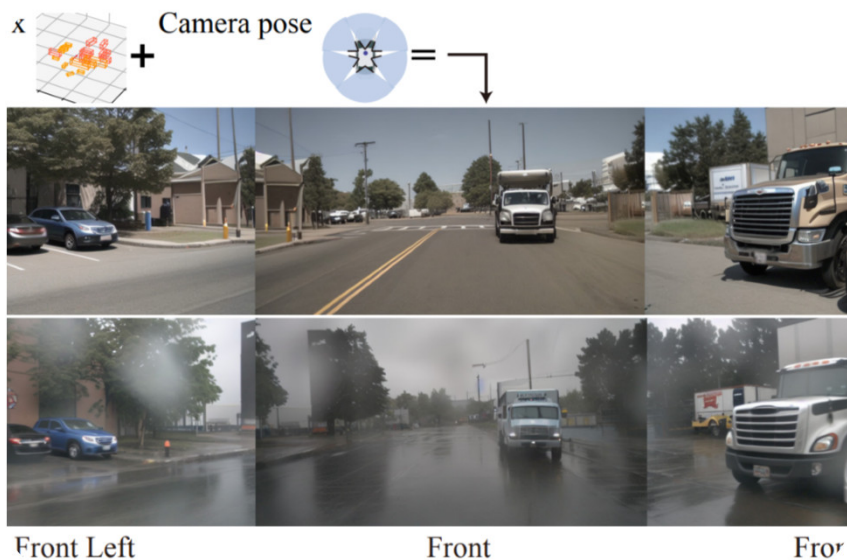 x
+
Camera pose
=
Front Left
Front